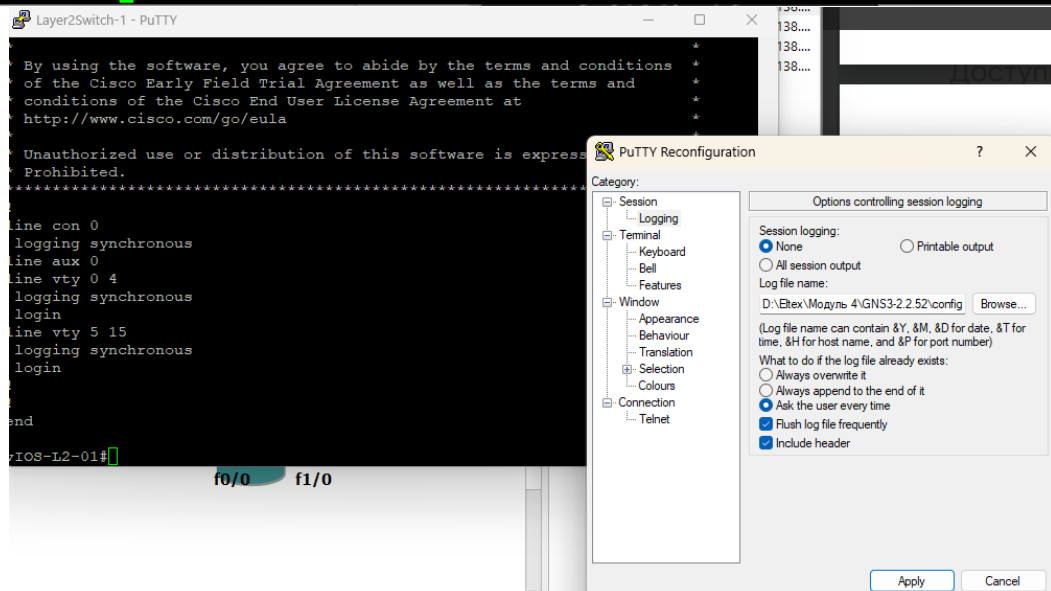 Layer2Switch-1 - PuTTY
138....
138....
138....
Доступ
By using the software, you agree to abide by the terms and conditions *
* of the Cisco Early Field Trial Agreement as well as the terms and *
* conditions of the Cisco End User License Agreement at *
* http://www.cisco.com/go/eula *
* Unauthorized use or distribution of this software is express
* Prohibited.
line con 0
logging synchronous
line aux 0
line vty 0 4
logging synchronous
login
line vty 5 15
logging synchronous
login
!
!
end
vIOS-L2-01#
f0/0 f1/0
PuTTY Reconfiguration
?
Category:
Session
Logging
Terminal
Keyboard
Bell
Features
Window
Appearance
Behaviour
Translation
Selection
Colours
Connection
Telnet
Options controlling session logging
Session logging:
None Printable output
All session output
Log file name:
D:\Eltex\Модуль 4\GNS3-2.2.52\config Browse...
(Log file name can contain &Y, &M, &D for date, &T for
time, &H for host name, and &P for port number)
What to do if the log file already exists:
Always overwrite it
Always append to the end of it
Ask the user every time
Flush log file frequently
Include header
Apply Cancel